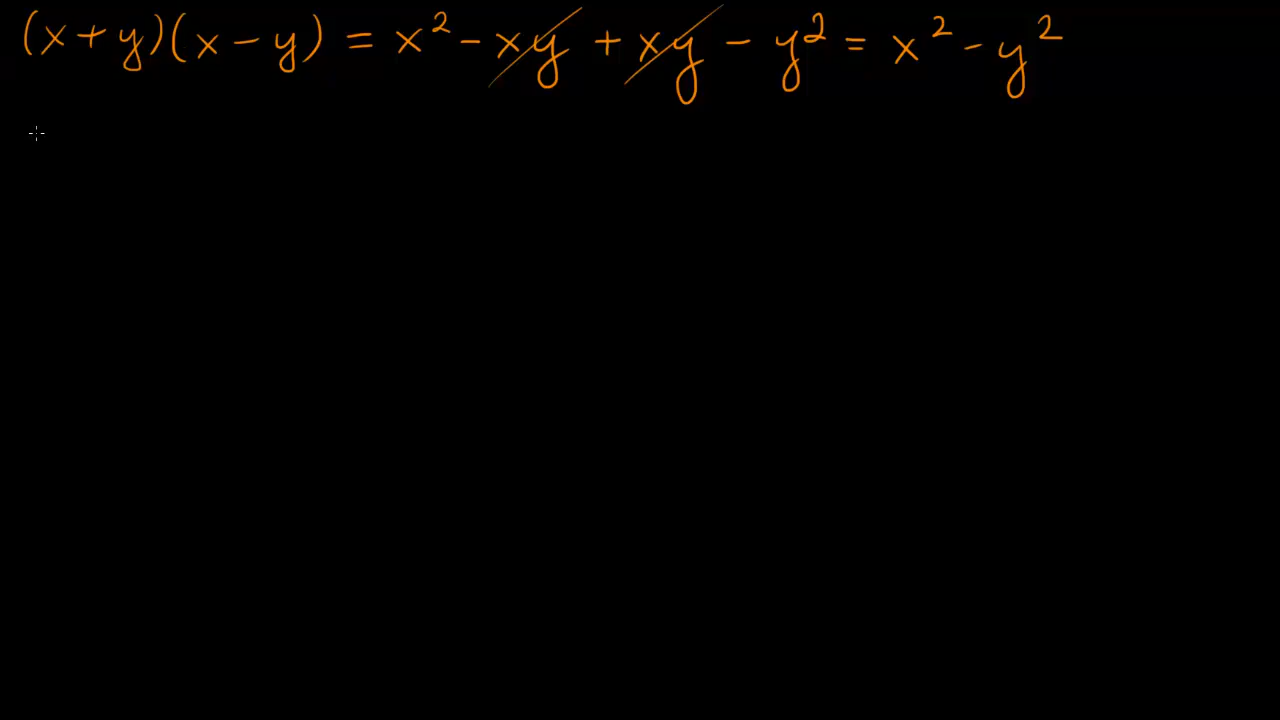 (x+y)(x-y) = x² - xy + xy - y² = x² - y²